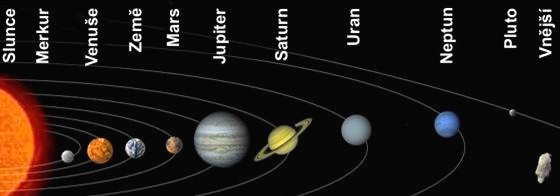 Slunce
Merkur
Venuše
Země
Mars
Jupiter
Saturn
Uran
Neptun
Pluto
Vnější